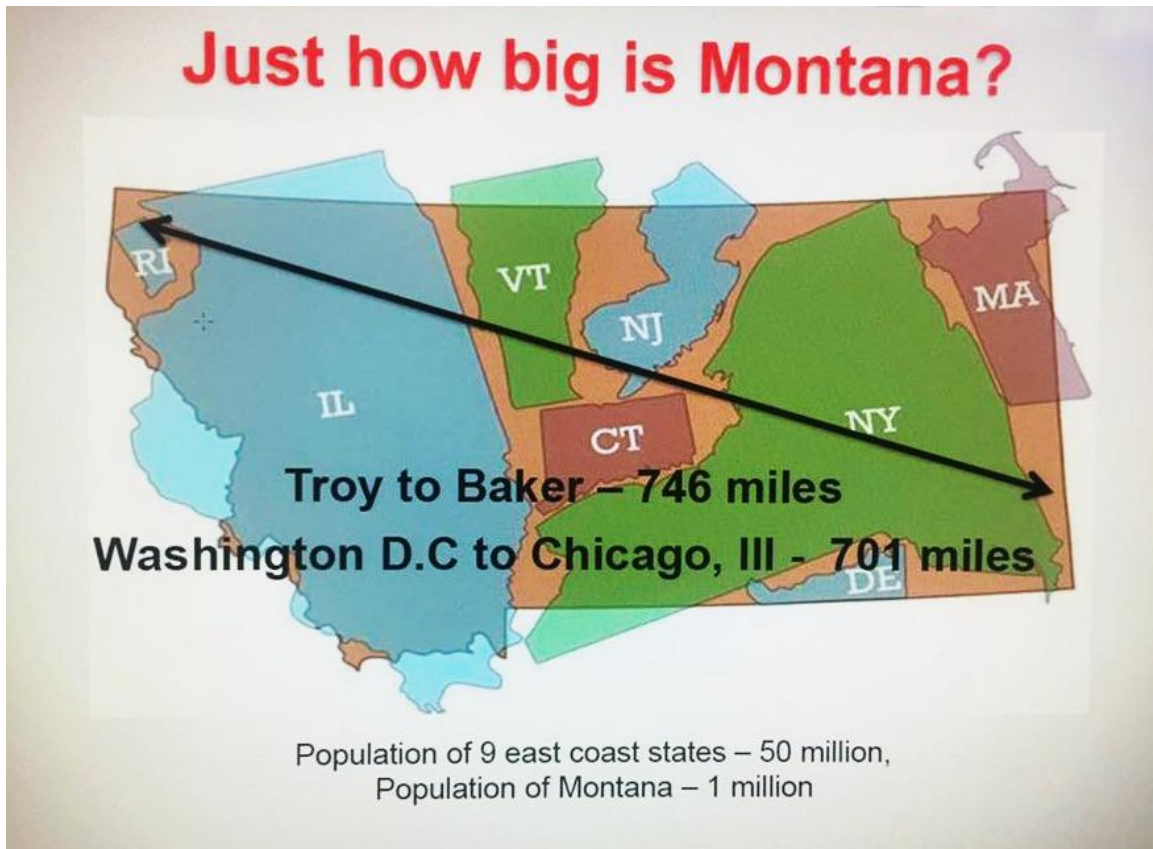 Just how big is Montana?
RI
VT
NJ
MA
IL
CT
NY
Troy to Baker – 746 miles
Washington D.C to Chicago, Ill - 701 miles
DE
Population of 9 east coast states – 50 million,
Population of Montana – 1 million